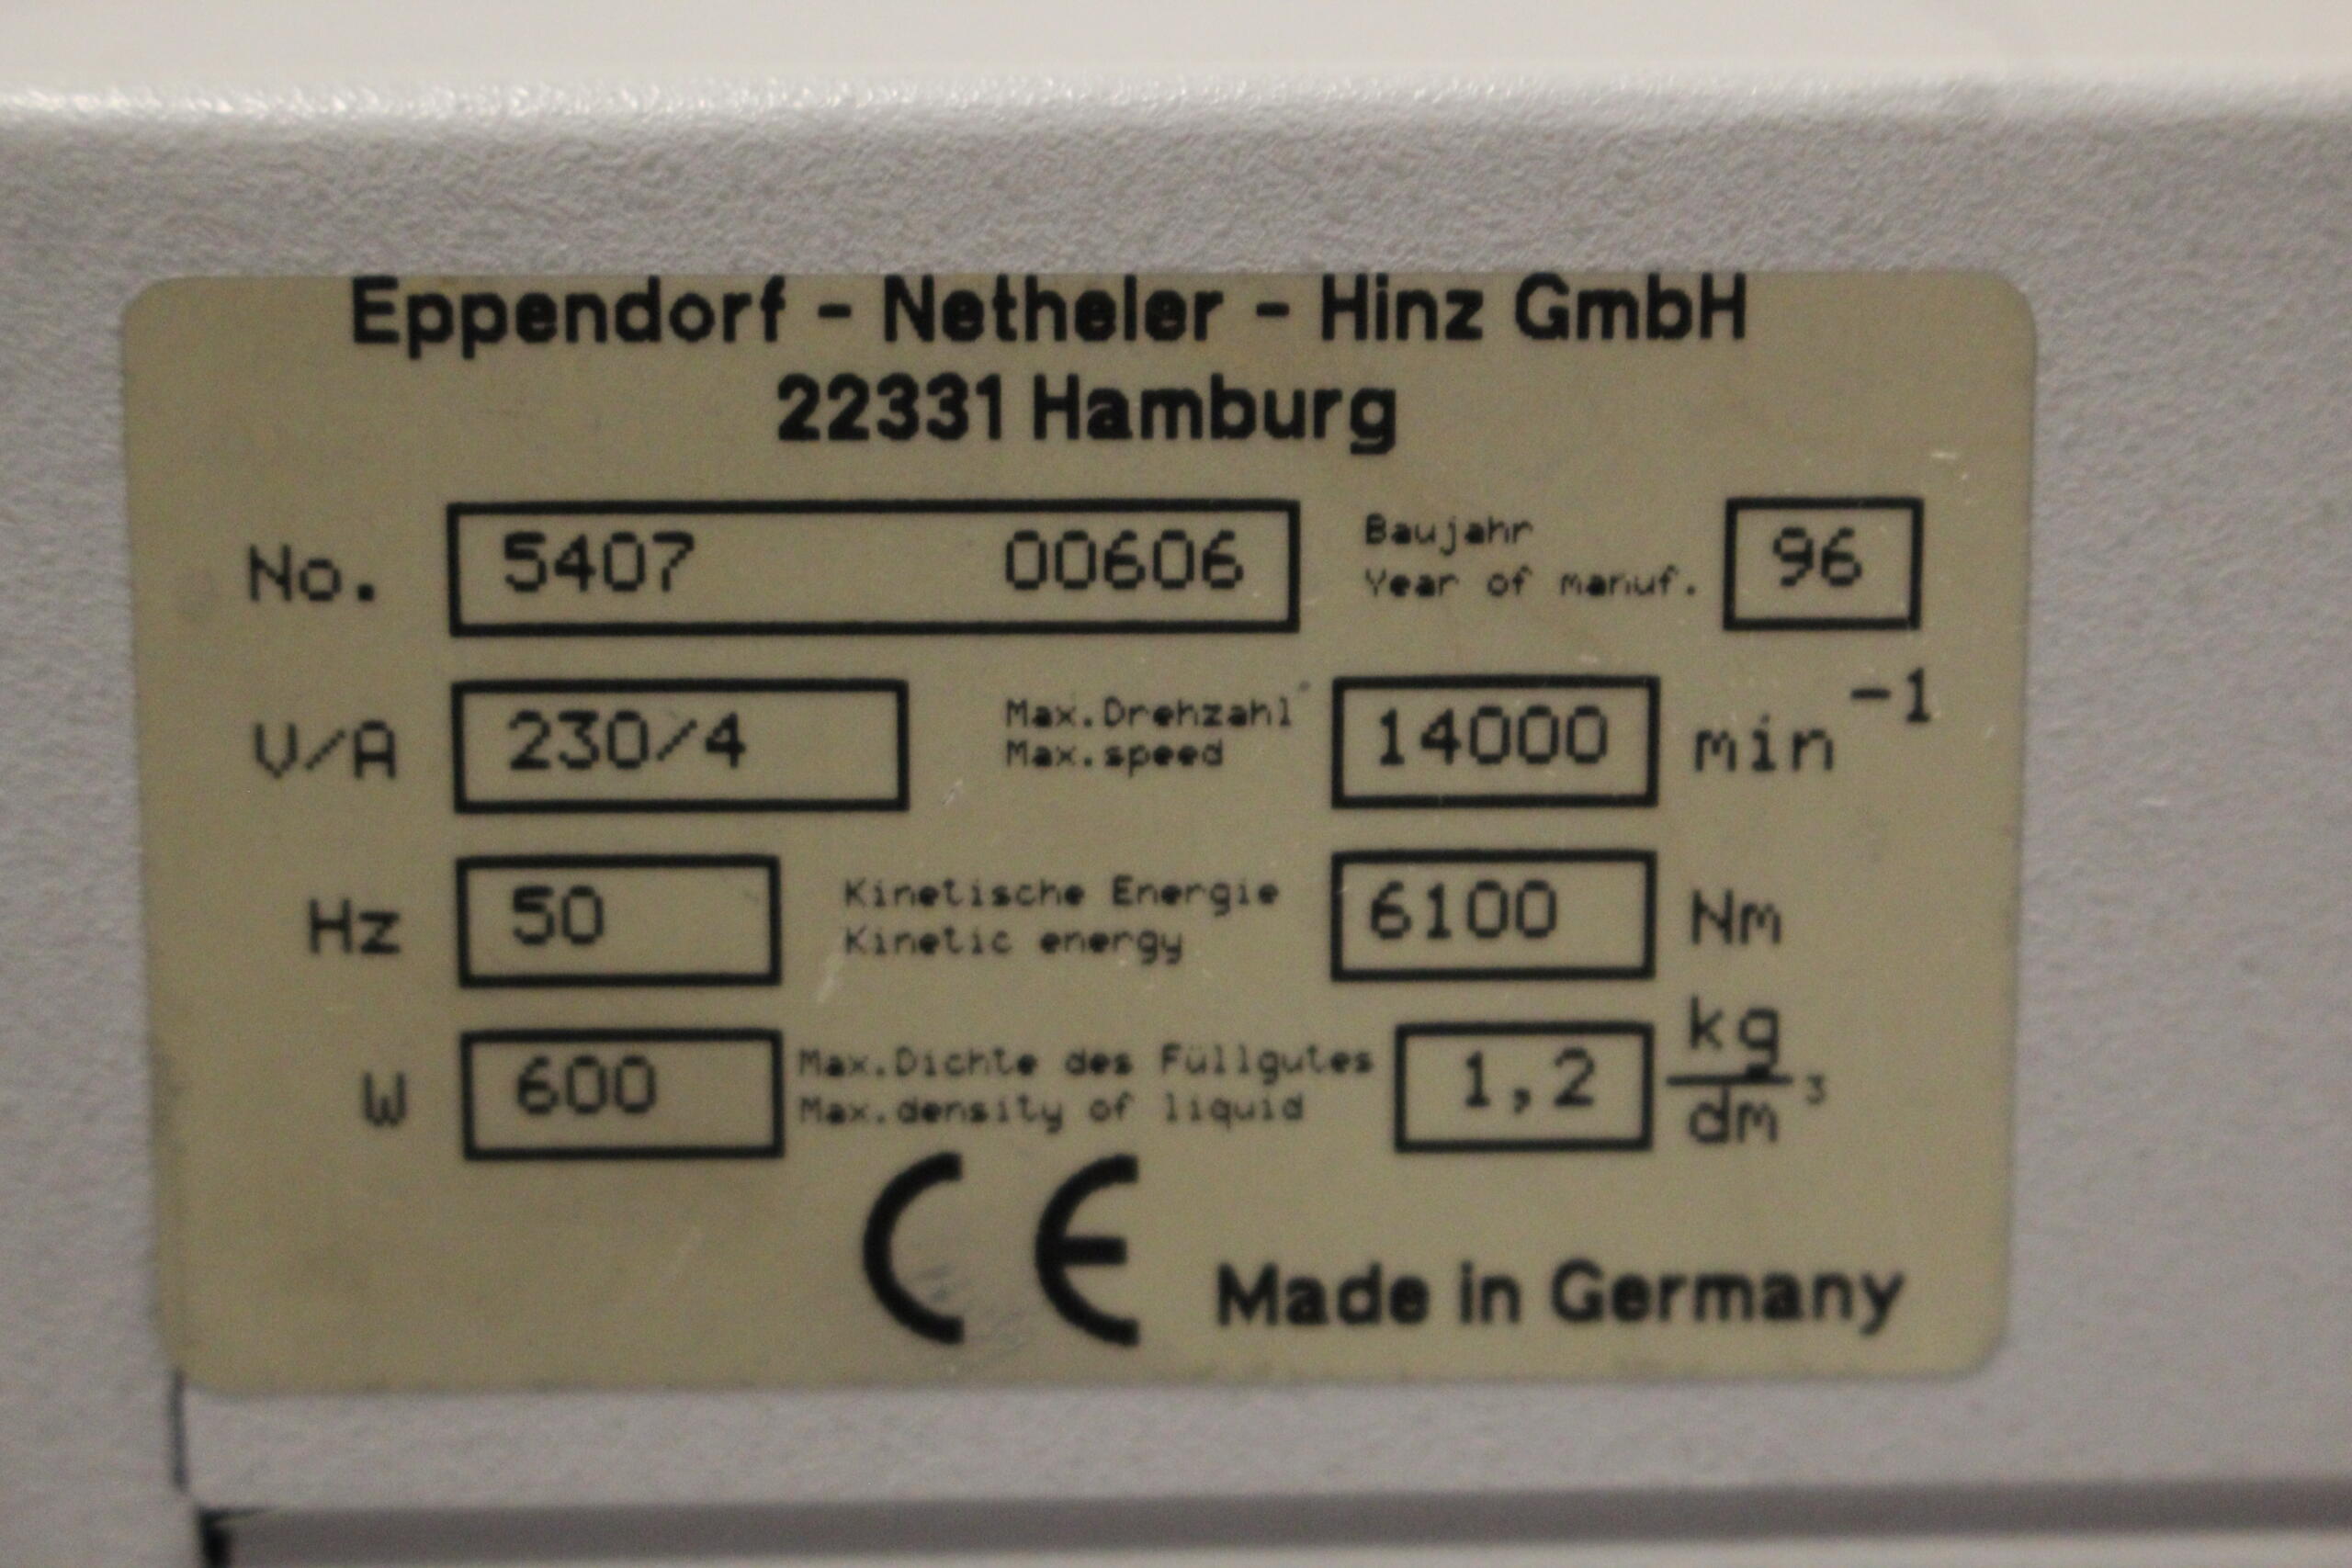 Eppendorf - Netheler - Hinz GmbH
22331 Hamburg
No. 5407 00606 Baujahr 96
Year of manuf.
V/A 230/4 Max.Drehzahl 14000 min⁻¹
Max.speed
Hz 50 Kinetische Energie 6100 Nm
Kinetic energy
W 600 Max.Dichte des Füllgutes 1,2 kg/dm³
Max.density of liquid
CE Made in Germany